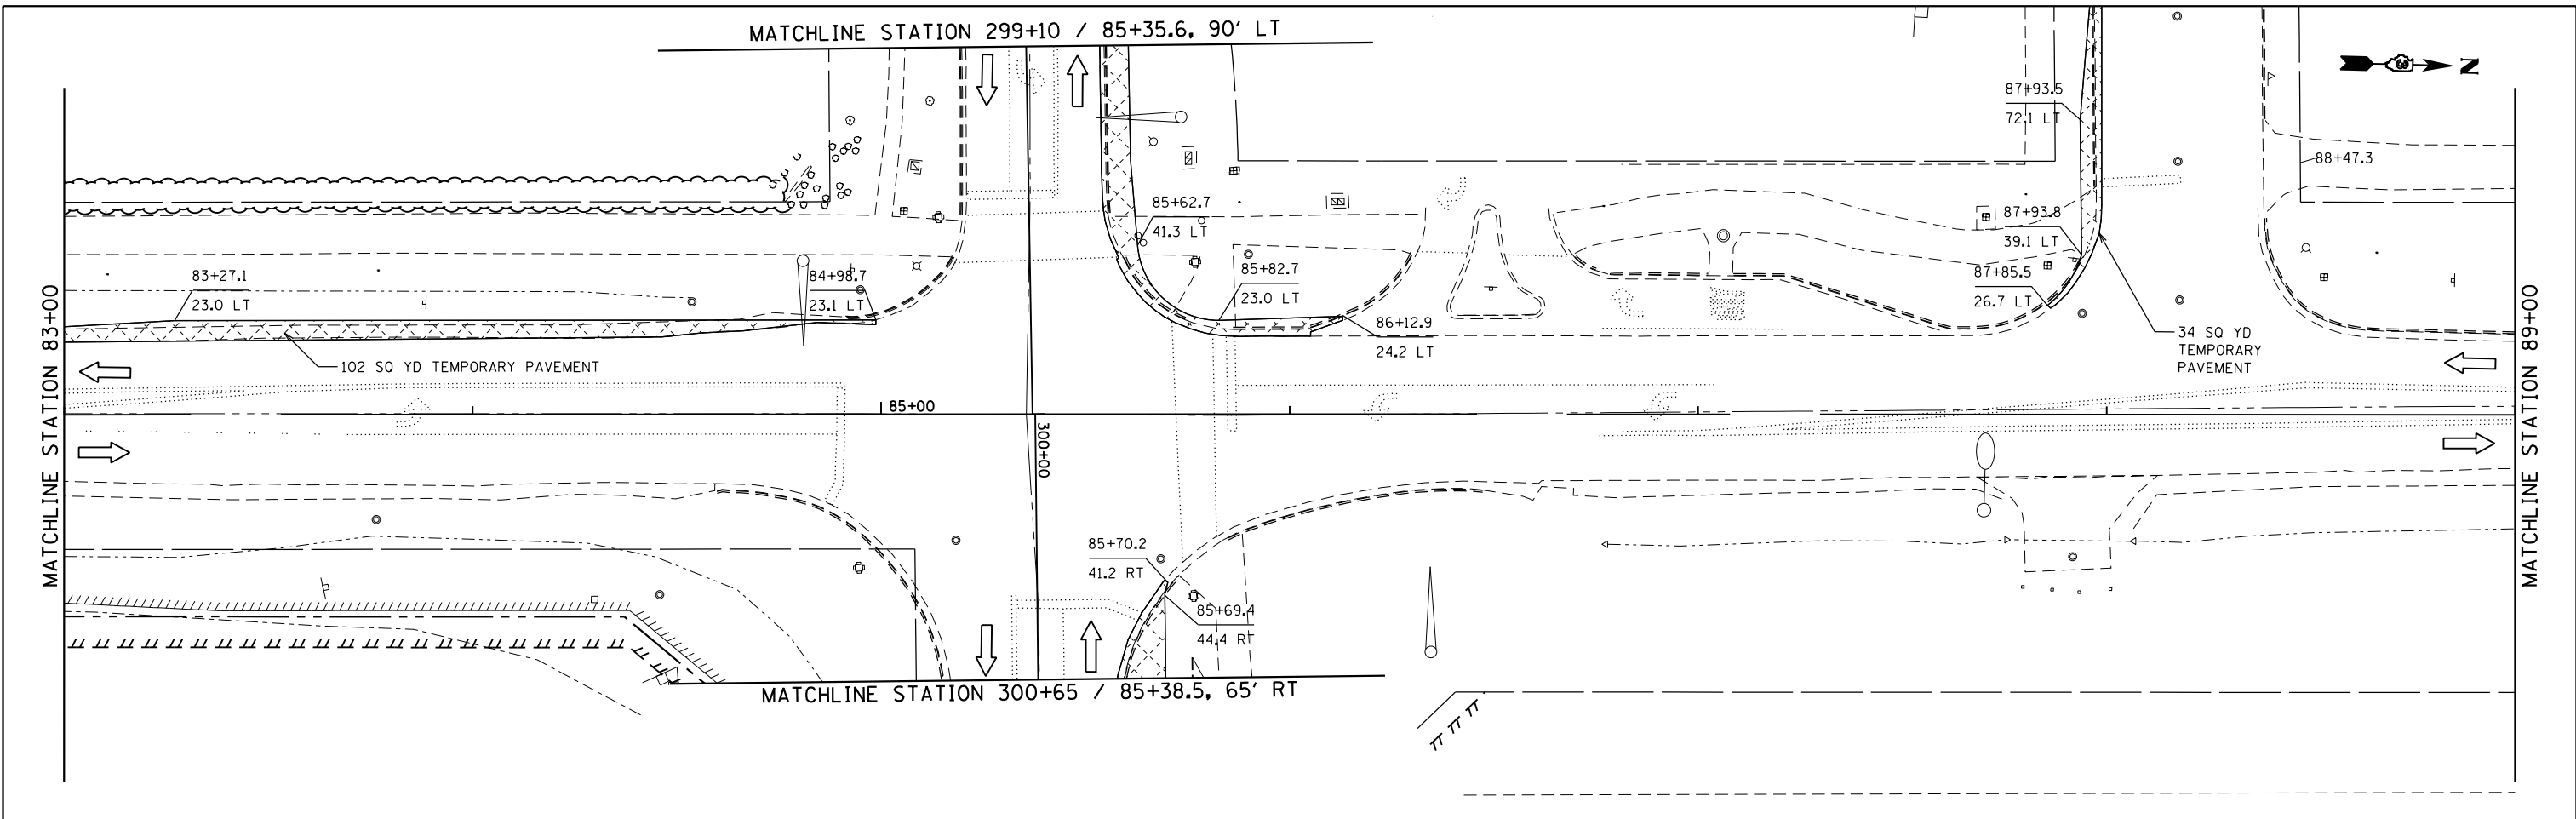 MATCHLINE STATION 299+10 / 85+35.6, 90' LT
N
87+93.5
72.1 LT
88+47.3
85+62.7
41.3 LT
87+93.8
39.1 LT
83+27.1
23.0 LT
84+98.7
23.1 LT
85+82.7
23.0 LT
87+85.5
26.7 LT
86+12.9
24.2 LT
34 SQ YD
TEMPORARY
PAVEMENT
102 SQ YD TEMPORARY PAVEMENT
MATCHLINE STATION 83+00
MATCHLINE STATION 89+00
85+00
300+00
85+70.2
41.2 RT
85+69.4
44.4 RT
MATCHLINE STATION 300+65 / 85+38.5, 65' RT